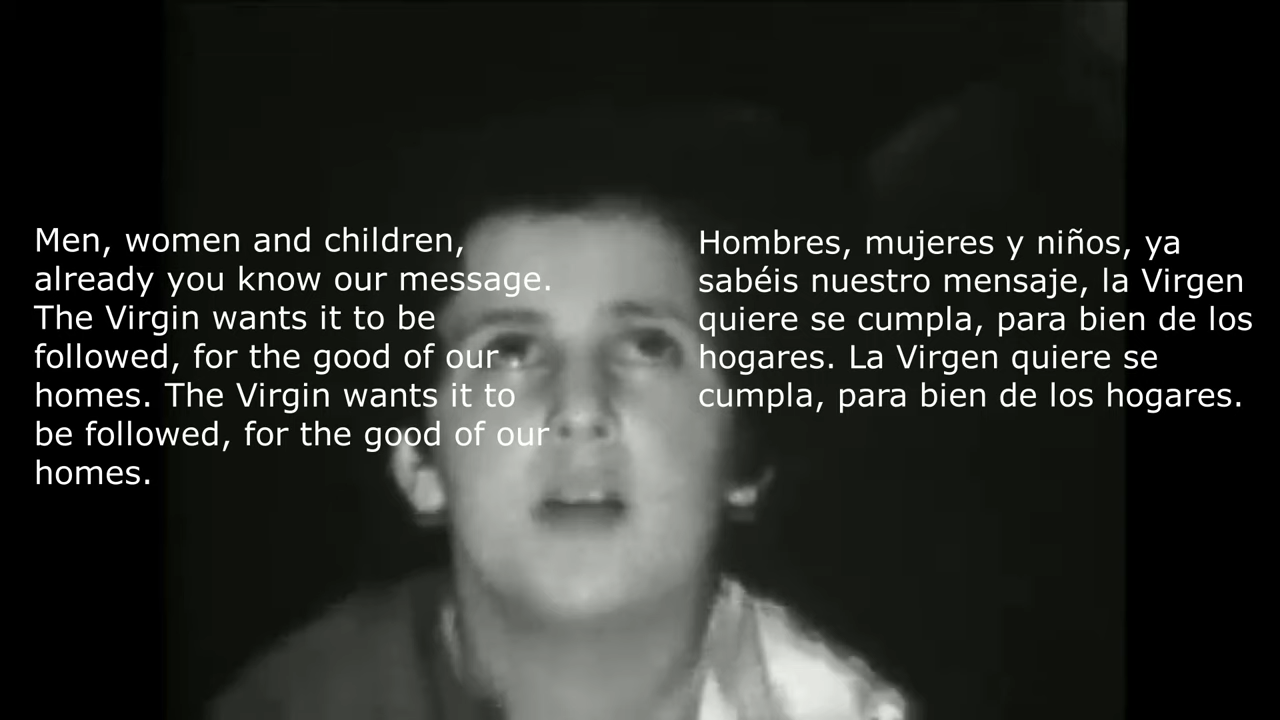 Men, women and children,
already you know our message.
The Virgin wants it to be
followed, for the good of our
homes. The Virgin wants it to
be followed, for the good of our
homes.
Hombres, mujeres y niños, ya
sabéis nuestro mensaje, la Virgen
quiere se cumpla, para bien de los
hogares. La Virgen quiere se
cumpla, para bien de los hogares.